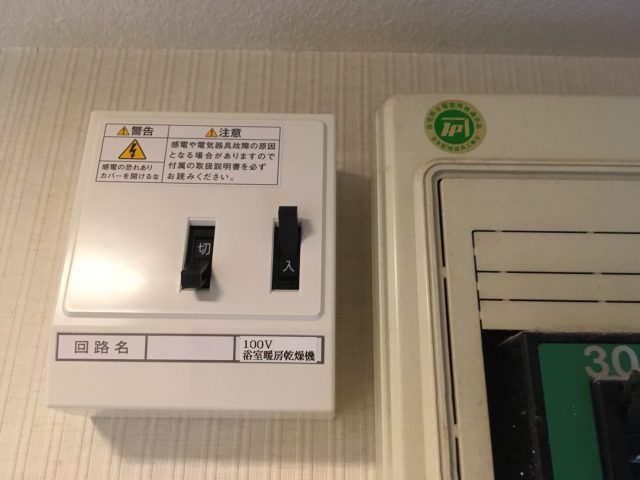 警告
感電の恐れあり
カバーを開けるな
注意
感電や電気器具故障の原因
となる場合がありますので
付属の取扱説明書を必ず
お読みください。
切
入
回路名
100V
浴室暖房乾燥機
30